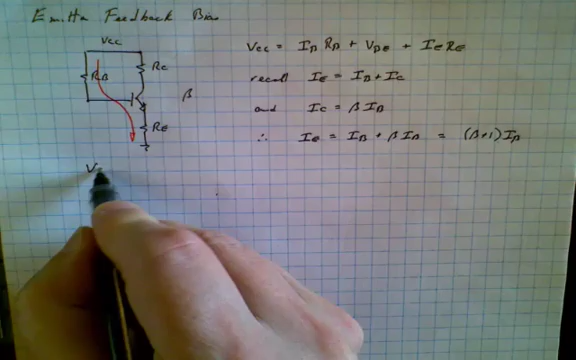 Emitter Feedback Bias
Vcc
RB
RC
β
RE
Vcc = IB RB + VBE + IE RE
recall IE = IB + IC
and IC = β IB
∴ IE = IB + β IB = (β+1) IB
V